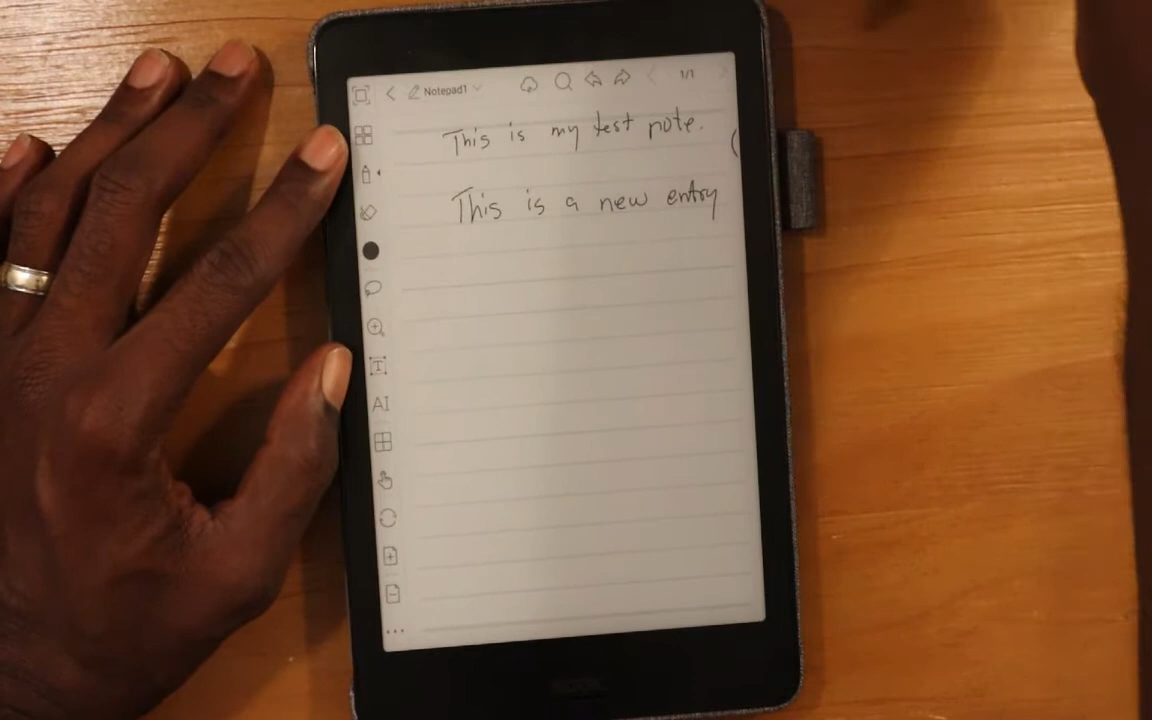 Notepad1 1/1
This is my test note. (
This is a new entry
AI